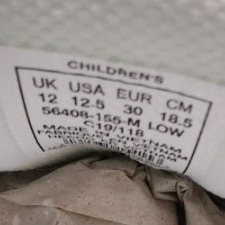 CHILDREN'S
UK USA EUR CM
12 12.5 30 18.5
56408-155-M LOW
C19/118
MADE IN VIETNAM